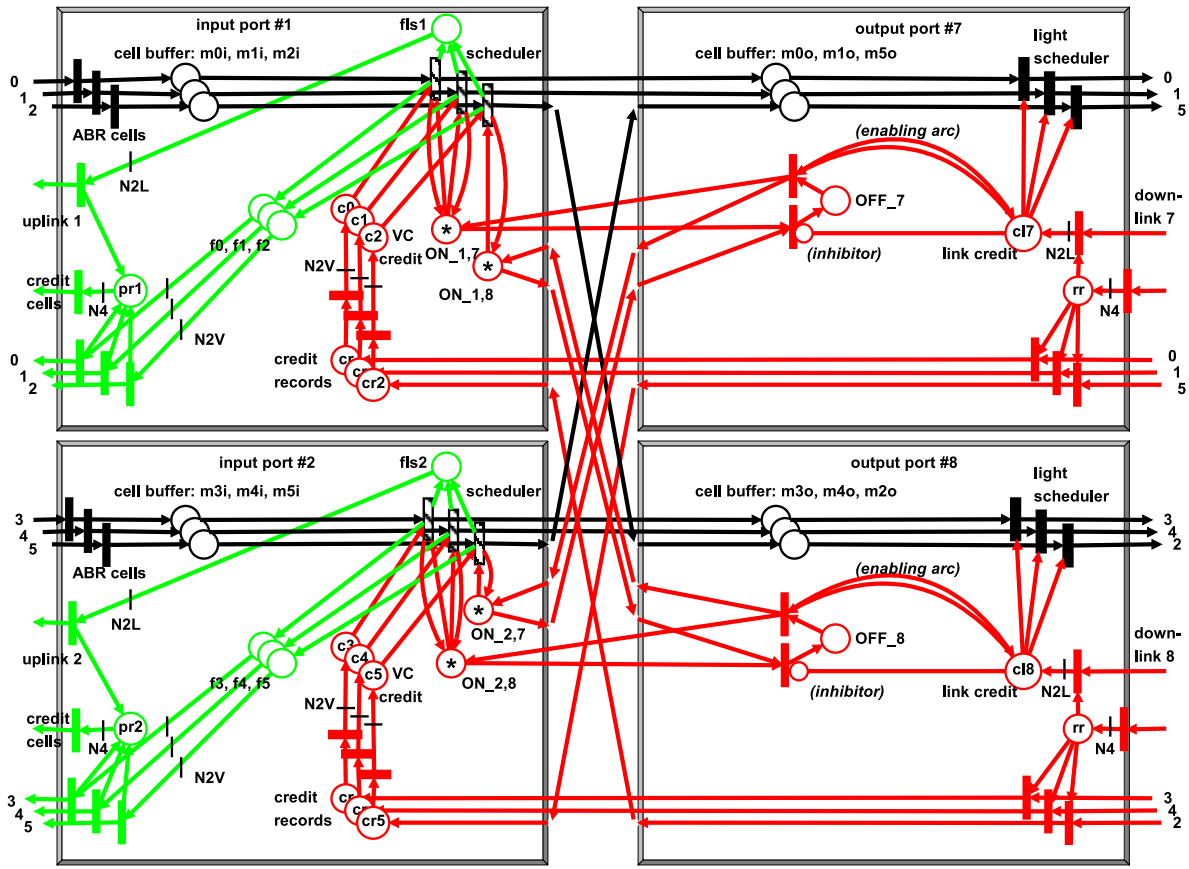 input port #1
fls1
cell buffer: m0i, m1i, m2i
scheduler
0
1
2
ABR cells
N2L
uplink 1
f0, f1, f2
c0
c1
c2
VC
credit
*
ON_1,7
*
ON_1,8
credit
cells
pr1
N4
N2V
N2V
0
1
2
credit
records
cr
cr
cr2
output port #7
light
scheduler
cell buffer: m0o, m1o, m5o
0
1
5
(enabling arc)
OFF_7
(inhibitor)
cl7
link credit
N2L
down-
link 7
rr
N4
0
1
5
input port #2
fls2
cell buffer: m3i, m4i, m5i
scheduler
3
4
5
ABR cells
N2L
uplink 2
f3, f4, f5
c3
c4
c5
VC
credit
*
ON_2,7
*
ON_2,8
credit
cells
pr2
N4
N2V
N2V
3
4
5
credit
records
cr
cr5
output port #8
light
scheduler
cell buffer: m3o, m4o, m2o
3
4
2
(enabling arc)
OFF_8
(inhibitor)
cl8
link credit
N2L
down-
link 8
rr
N4
3
4
2